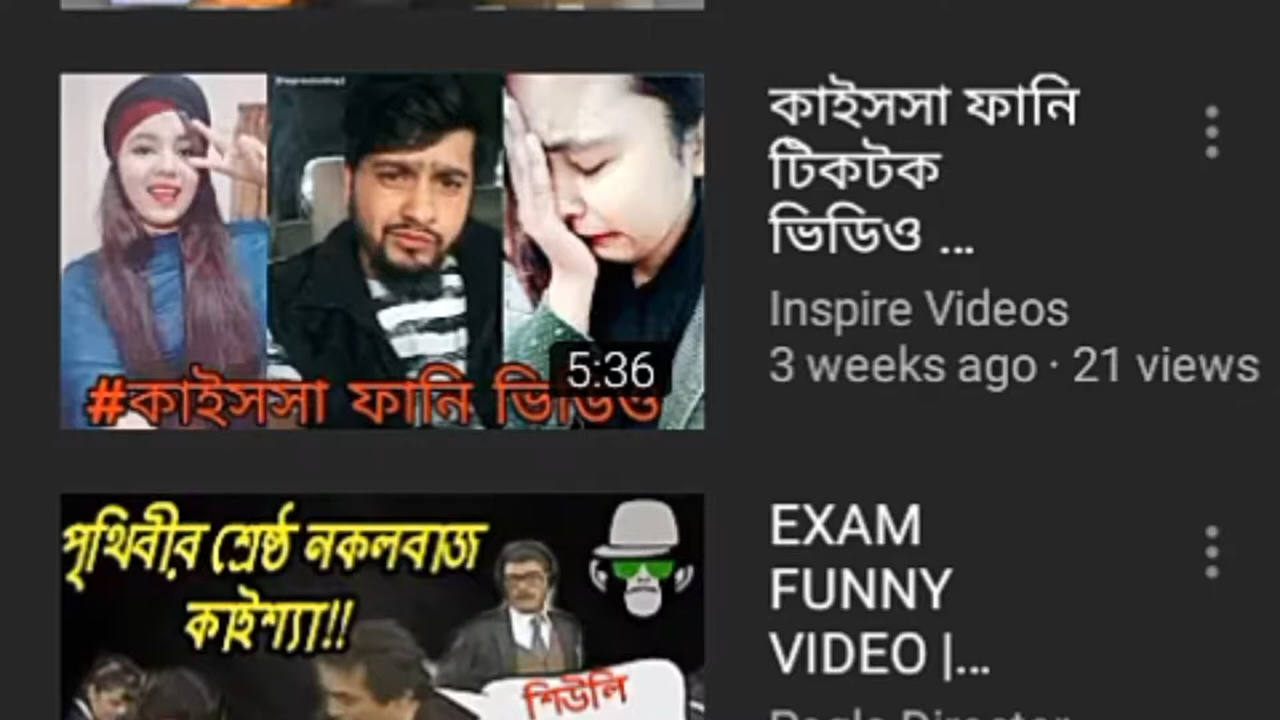 কাইসসা ফানি
টিকটক
ভিডিও ...
Inspire Videos
3 weeks ago · 21 views
#কাইসসা ফানি ভিডিও
5:36
পৃথিবীর শ্রেষ্ঠ নকলবাজ
কাইশ্যা!!
শিউলি
EXAM
FUNNY
VIDEO |...